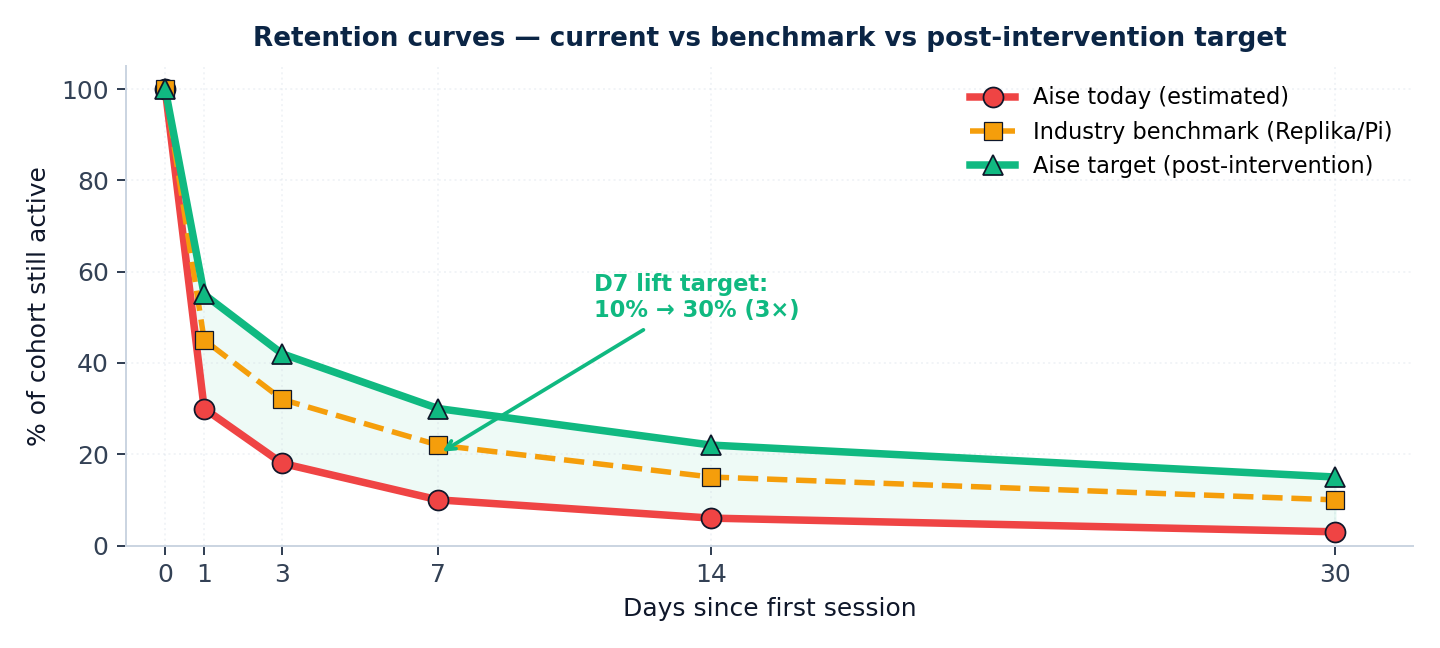 Retention curves — current vs benchmark vs post-intervention target
% of cohort still active
100
80
60
40
20
0
Aise today (estimated)
Industry benchmark (Replika/Pi)
Aise target (post-intervention)
D7 lift target:
10% → 30% (3×)
0 1 3 7 14 30
Days since first session